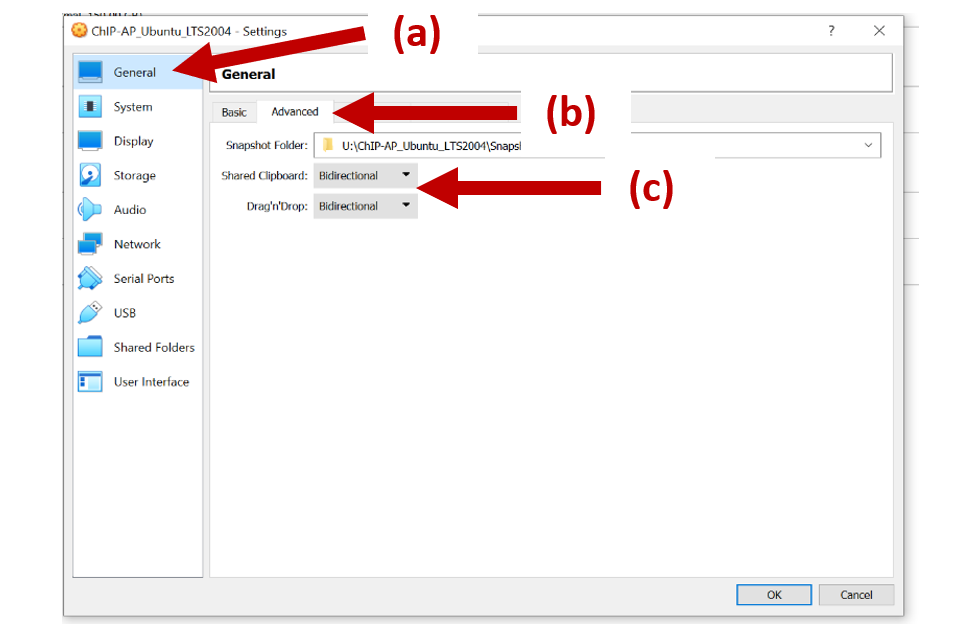 ChIP-AP_Ubuntu_LTS2004 - Settings
?
(a)
General
General
System
Basic
Advanced
(b)
Display
Snapshot Folder:
U:\ChIP-AP_Ubuntu_LTS2004\Snaps
Storage
Shared Clipboard:
Bidirectional
(c)
Audio
Drag'n'Drop:
Bidirectional
Network
Serial Ports
USB
Shared Folders
User Interface
OK
Cancel